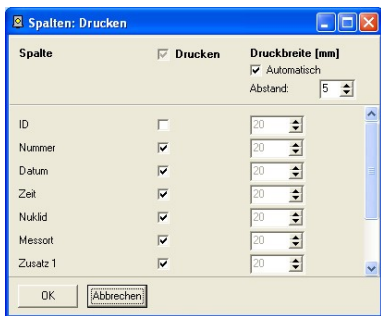 Spalten: Drucken
Spalte Drucken Druckbreite [mm]
Automatisch
Abstand: 5
ID 20
Nummer 20
Datum 20
Zeit 20
Nuklid 20
Messort 20
Zusatz 1 20
OK Abbrechen